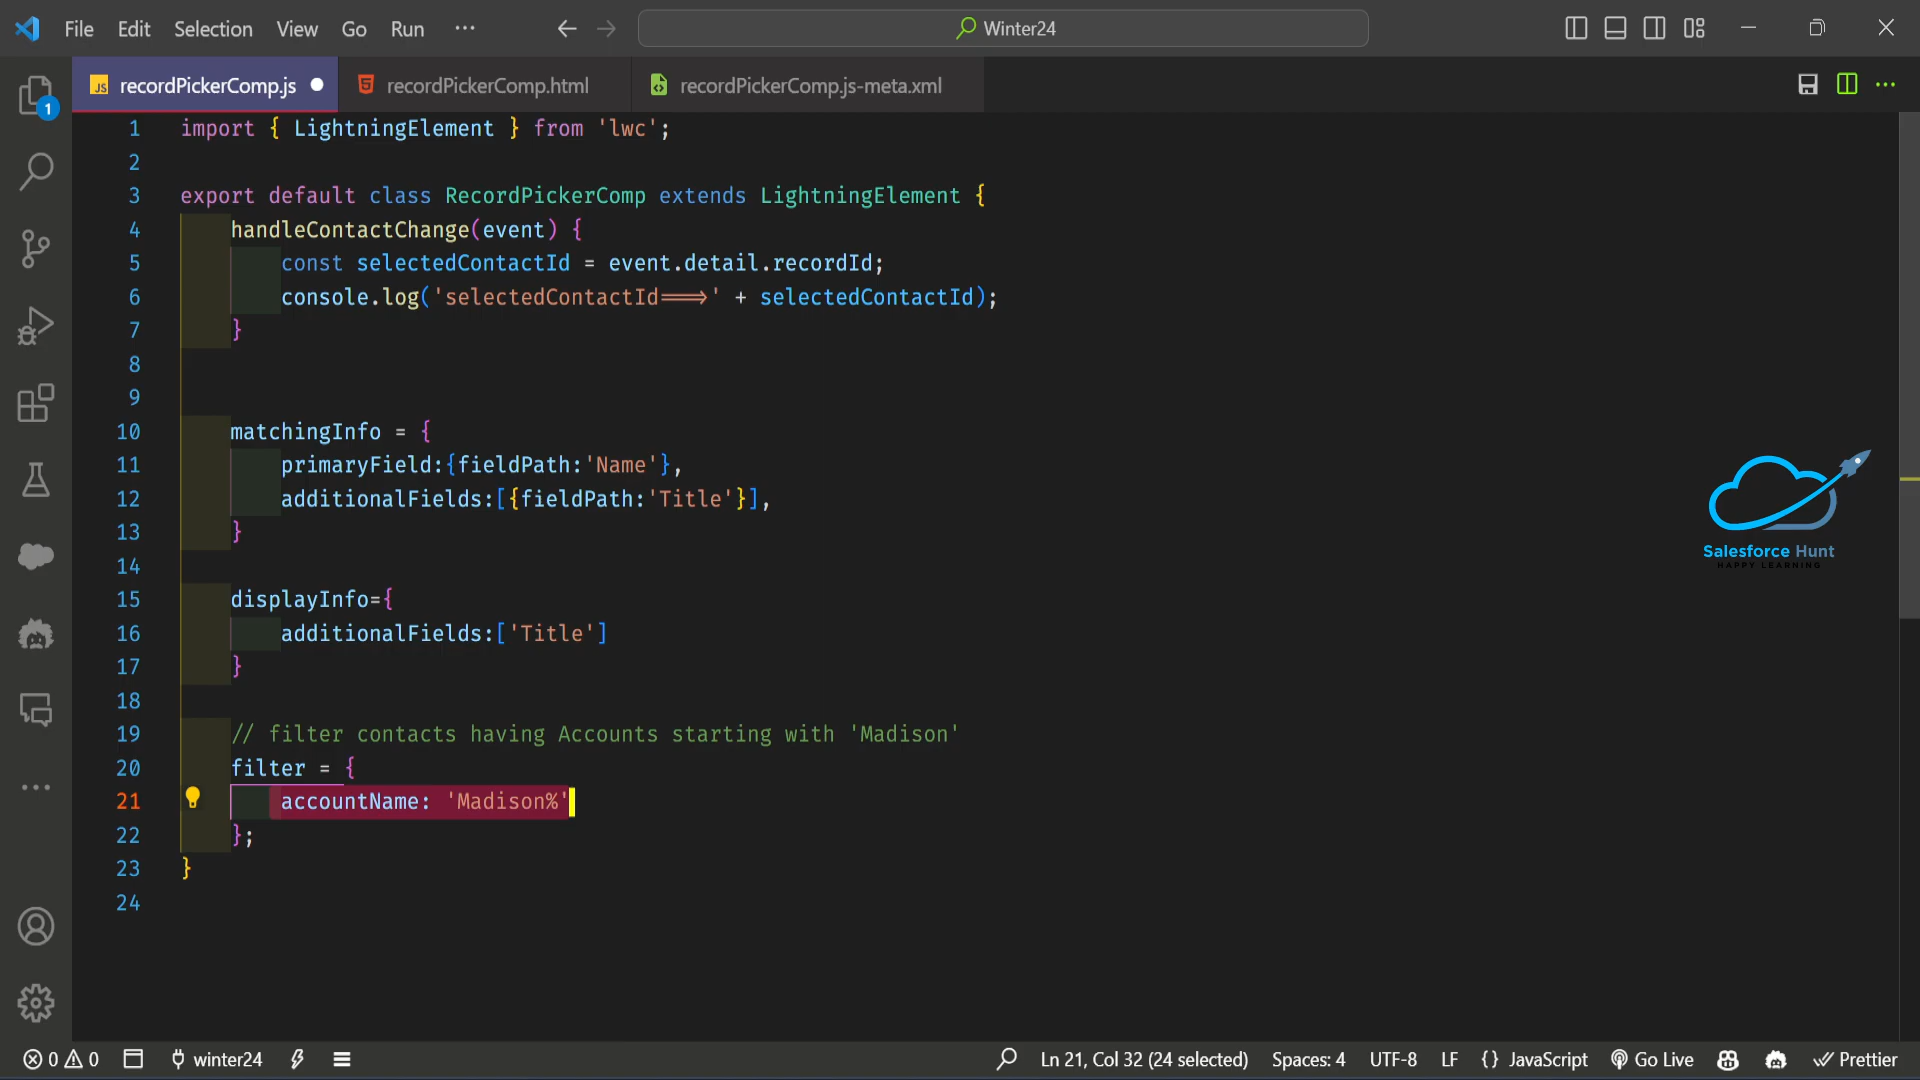 File Edit Selection View Go Run ··· Winter24
recordPickerComp.js recordPickerComp.html recordPickerComp.js-meta.xml
1 import { LightningElement } from 'lwc';
2
3 export default class RecordPickerComp extends LightningElement {
4 handleContactChange(event) {
5 const selectedContactId = event.detail.recordId;
6 console.log('selectedContactId===>' + selectedContactId);
7 }
8
9
10 matchingInfo = {
11 primaryField:{fieldPath:'Name'},
12 additionalFields:[{fieldPath:'Title'}],
13 }
14
15 displayInfo={
16 additionalFields:['Title']
17 }
18
19 // filter contacts having Accounts starting with 'Madison'
20 filter = {
21 accountName: 'Madison%'
22 };
23 }
24
1
Salesforce Hunt
HAPPY LEARNING
0 0 winter24 Ln 21, Col 32 (24 selected) Spaces: 4 UTF-8 LF {} JavaScript Go Live Prettier